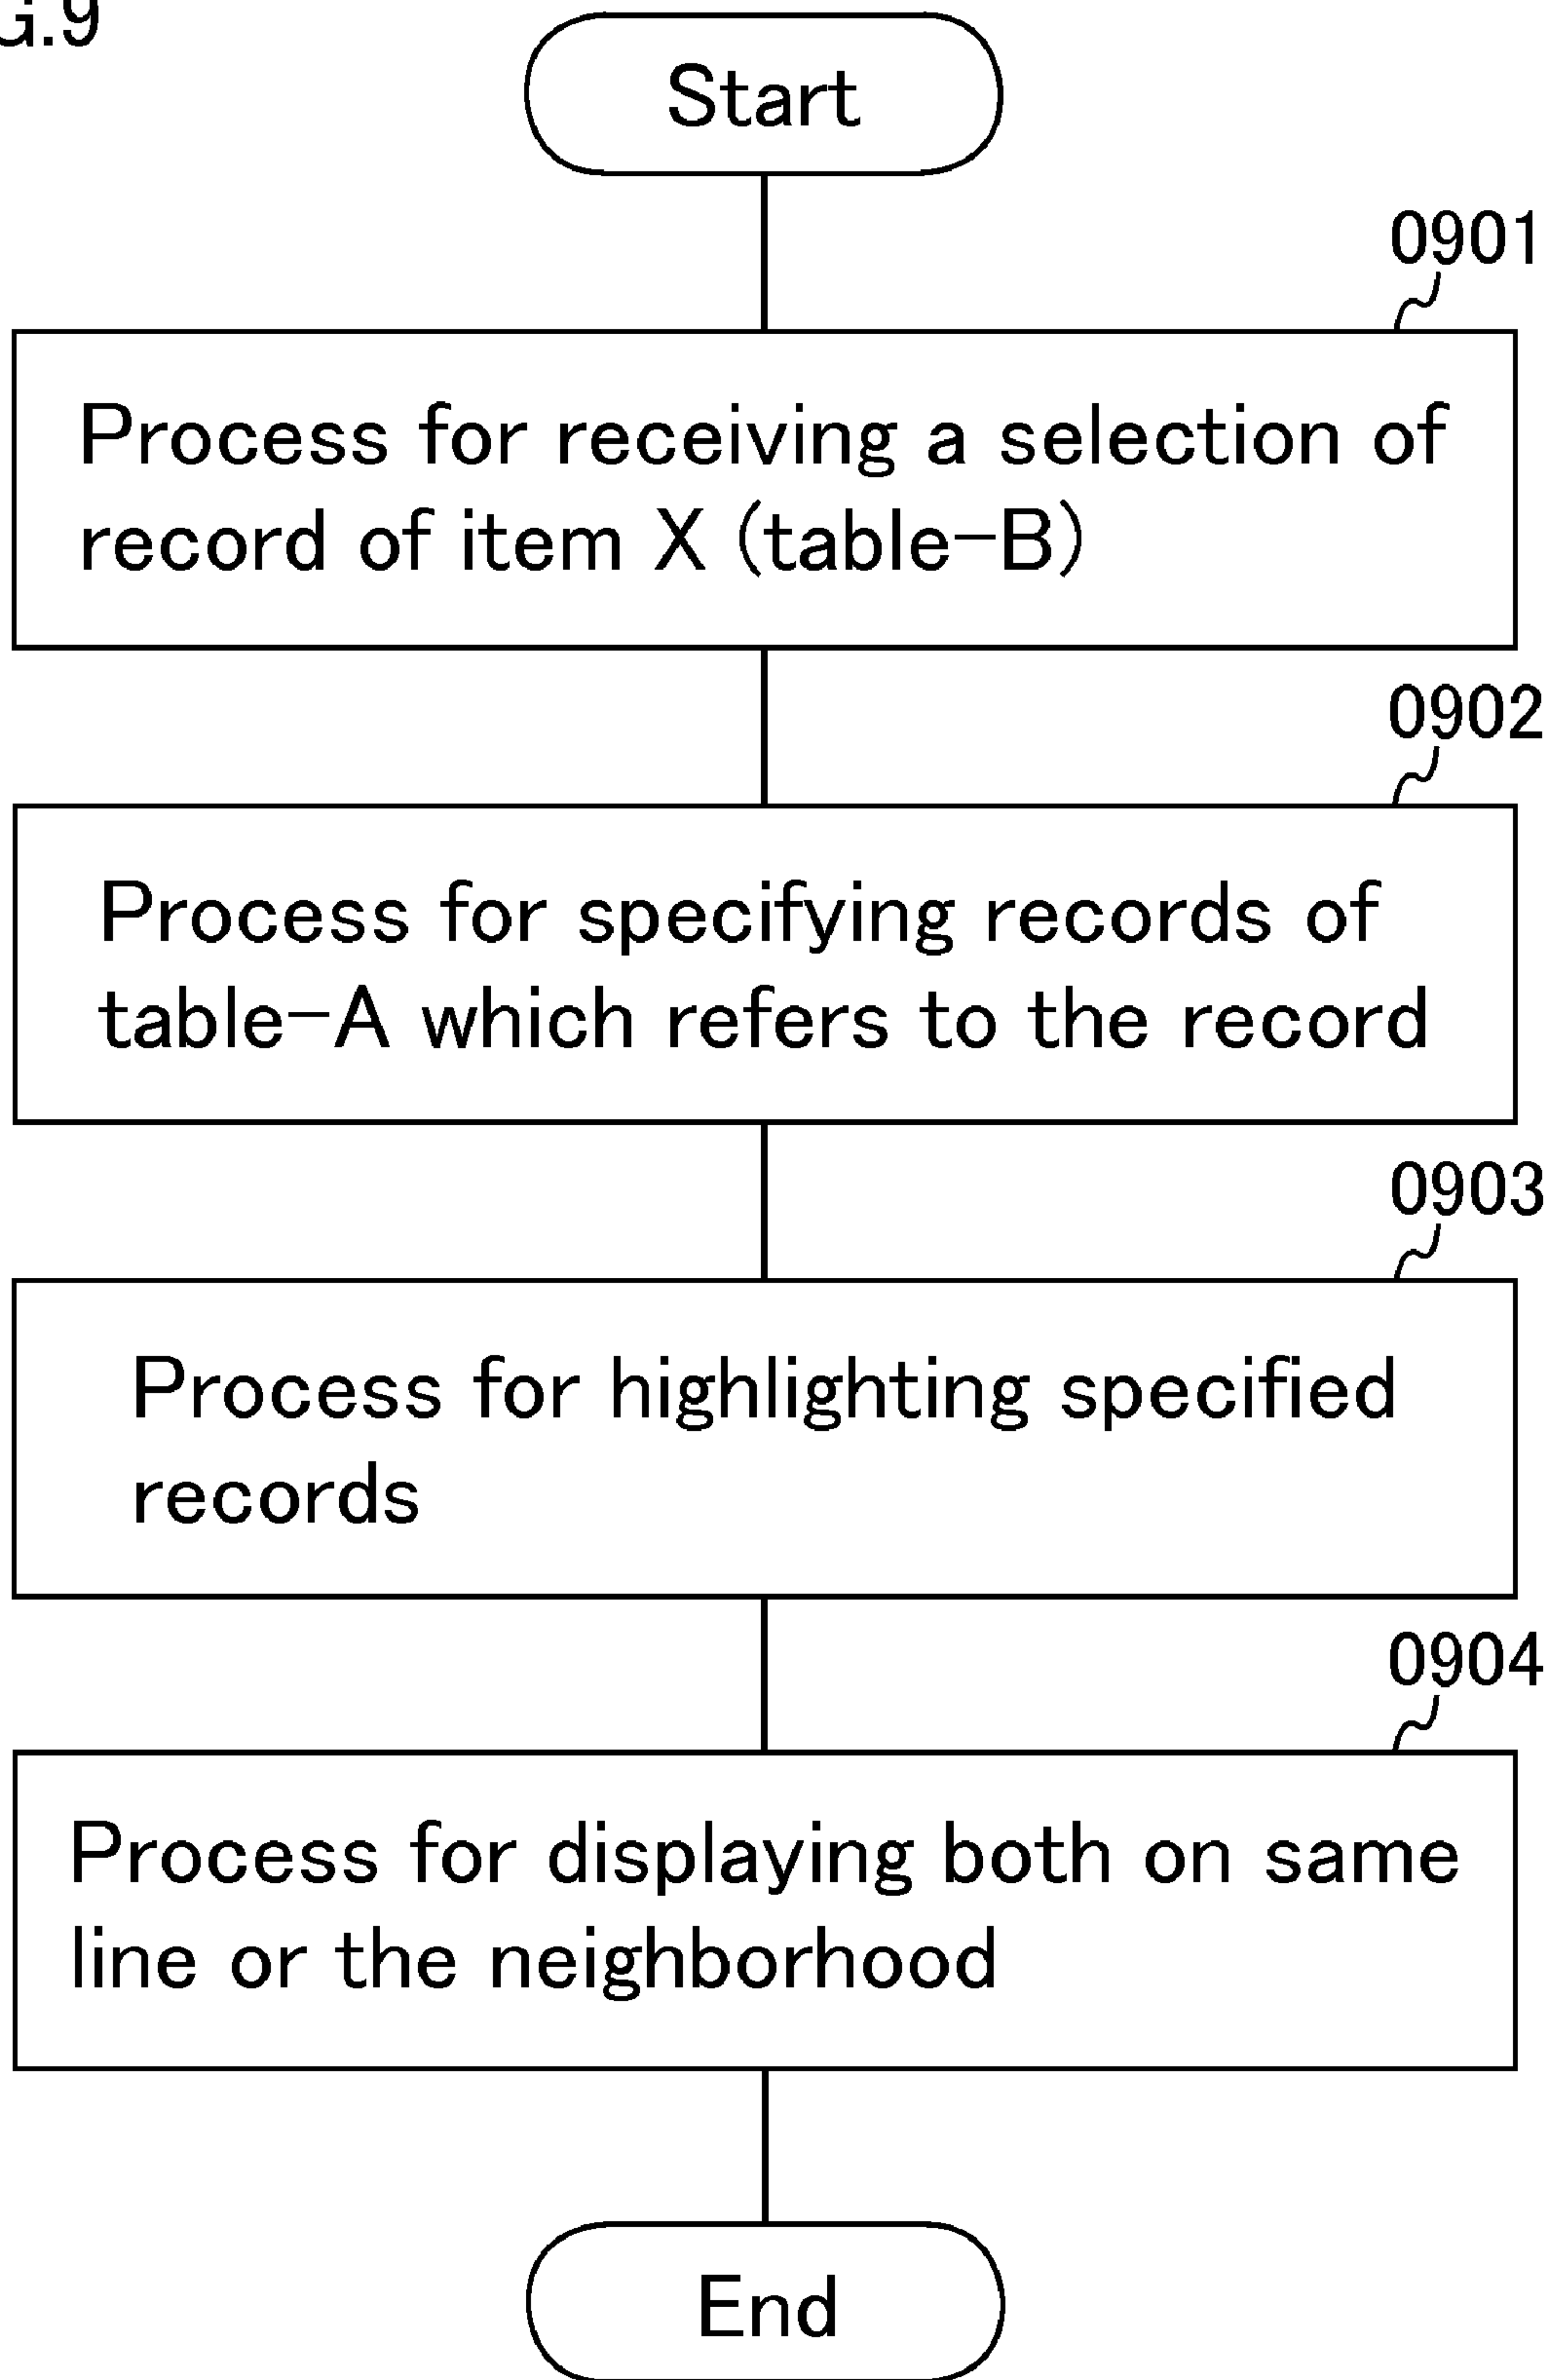 G.9
Start
0901
Process for receiving a selection of
record of item X (table-B)
0902
Process for specifying records of
table-A which refers to the record
0903
Process for highlighting specified
records
0904
Process for displaying both on same
line or the neighborhood
End